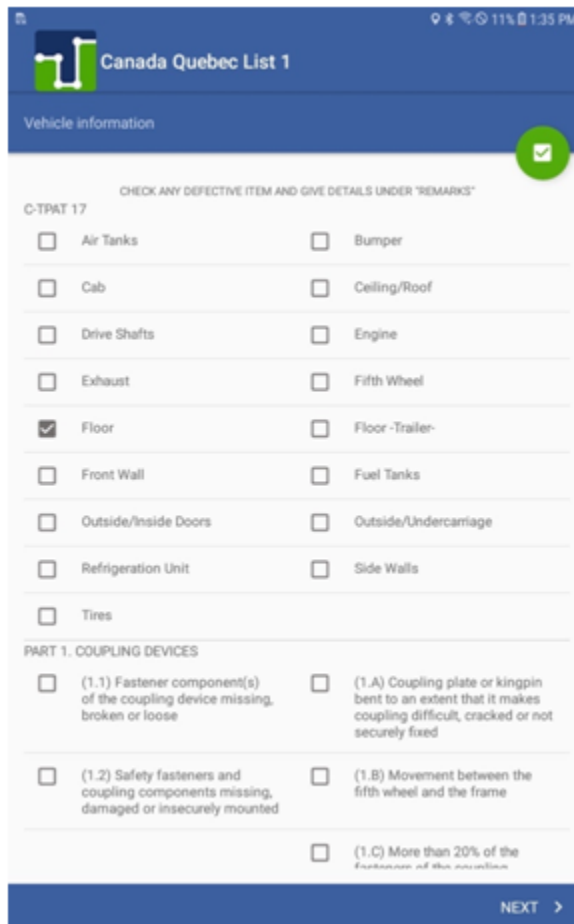 11% 1:35 PM
Canada Quebec List 1
Vehicle information
CHECK ANY DEFECTIVE ITEM AND GIVE DETAILS UNDER "REMARKS"
C-TPAT 17
Air Tanks
Bumper
Cab
Ceiling/Roof
Drive Shafts
Engine
Exhaust
Fifth Wheel
Floor
Floor -Trailer-
Front Wall
Fuel Tanks
Outside/Inside Doors
Outside/Undercarriage
Refrigeration Unit
Side Walls
Tires
PART 1. COUPLING DEVICES
(1.1) Fastener component(s)
of the coupling device missing,
broken or loose
(1.A) Coupling plate or kingpin
bent to an extent that it makes
coupling difficult, cracked or not
securely fixed
(1.2) Safety fasteners and
coupling components missing,
damaged or insecurely mounted
(1.B) Movement between the
fifth wheel and the frame
(1.C) More than 20% of the
fasteners of the coupling
NEXT >